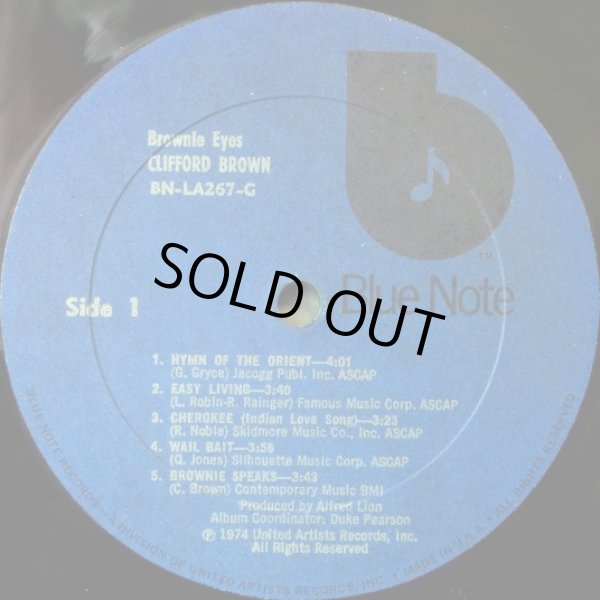 Brownie Eyes
CLIFFORD BROWN
BN-LA267-G
TM
Blue Note
SOLD OUT
Side 1
1. HYMN OF THE ORIENT—4:01
(G. Gryce) Jacogg Publ. Inc. ASCAP
2. EASY LIVING—3:40
(L. Robin-R. Rainger) Famous Music Corp. ASCAP
3. CHEROKEE (Indian Love Song)—3:23
(R. Noble) Skidmore Music Co., Inc. ASCAP
4. WAIL BAIT—3:56
(Q. Jones) Silhouette Music Corp. ASCAP
5. BROWNIE SPEAKS—3:43
(C. Brown) Contemporary Music BMI
Produced by Alfred Lion
Album Coordinator: Duke Pearson
℗ 1974 United Artists Records, Inc.
All Rights Reserved
BLUE NOTE RECORDS - A DIVISION OF UNITED ARTISTS RECORDS, INC. • MADE IN U.S.A. • ALL RIGHTS RESERVED